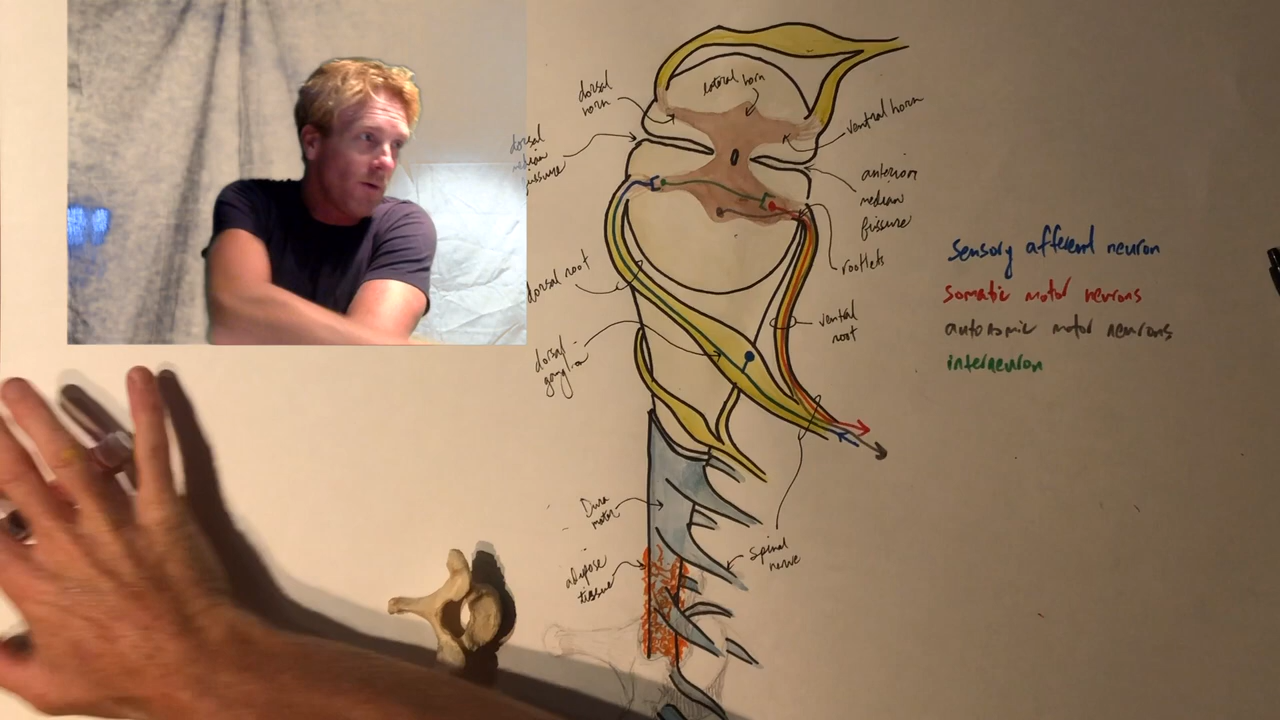 dorsal
horn
lateral horn
ventral horn
dorsal
median
fissure
anterior
median
fissure
rootlets
dorsal root
ventral
root
dorsal
ganglion
Sensory afferent neuron
somatic motor neurons
autonomic motor neurons
interneuron
Dura
mater
spinal
nerve
adipose
tissue